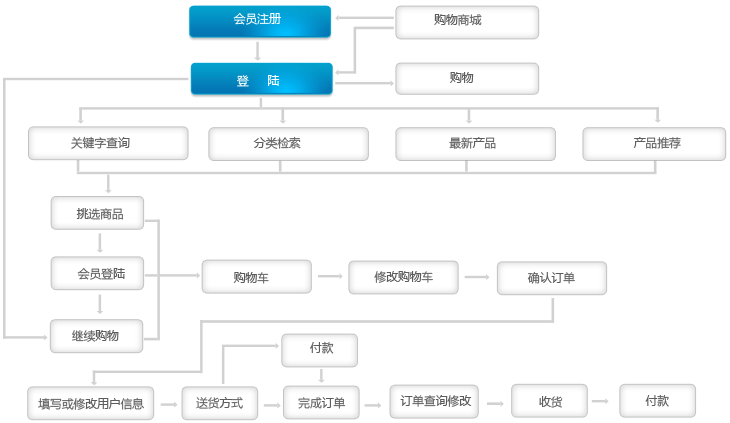 会员注册
购物商城
登 陆
购物
关键字查询
分类检索
最新产品
产品推荐
挑选商品
会员登陆
购物车
修改购物车
确认订单
继续购物
付款
填写或修改用户信息
送货方式
完成订单
订单查询修改
收货
付款